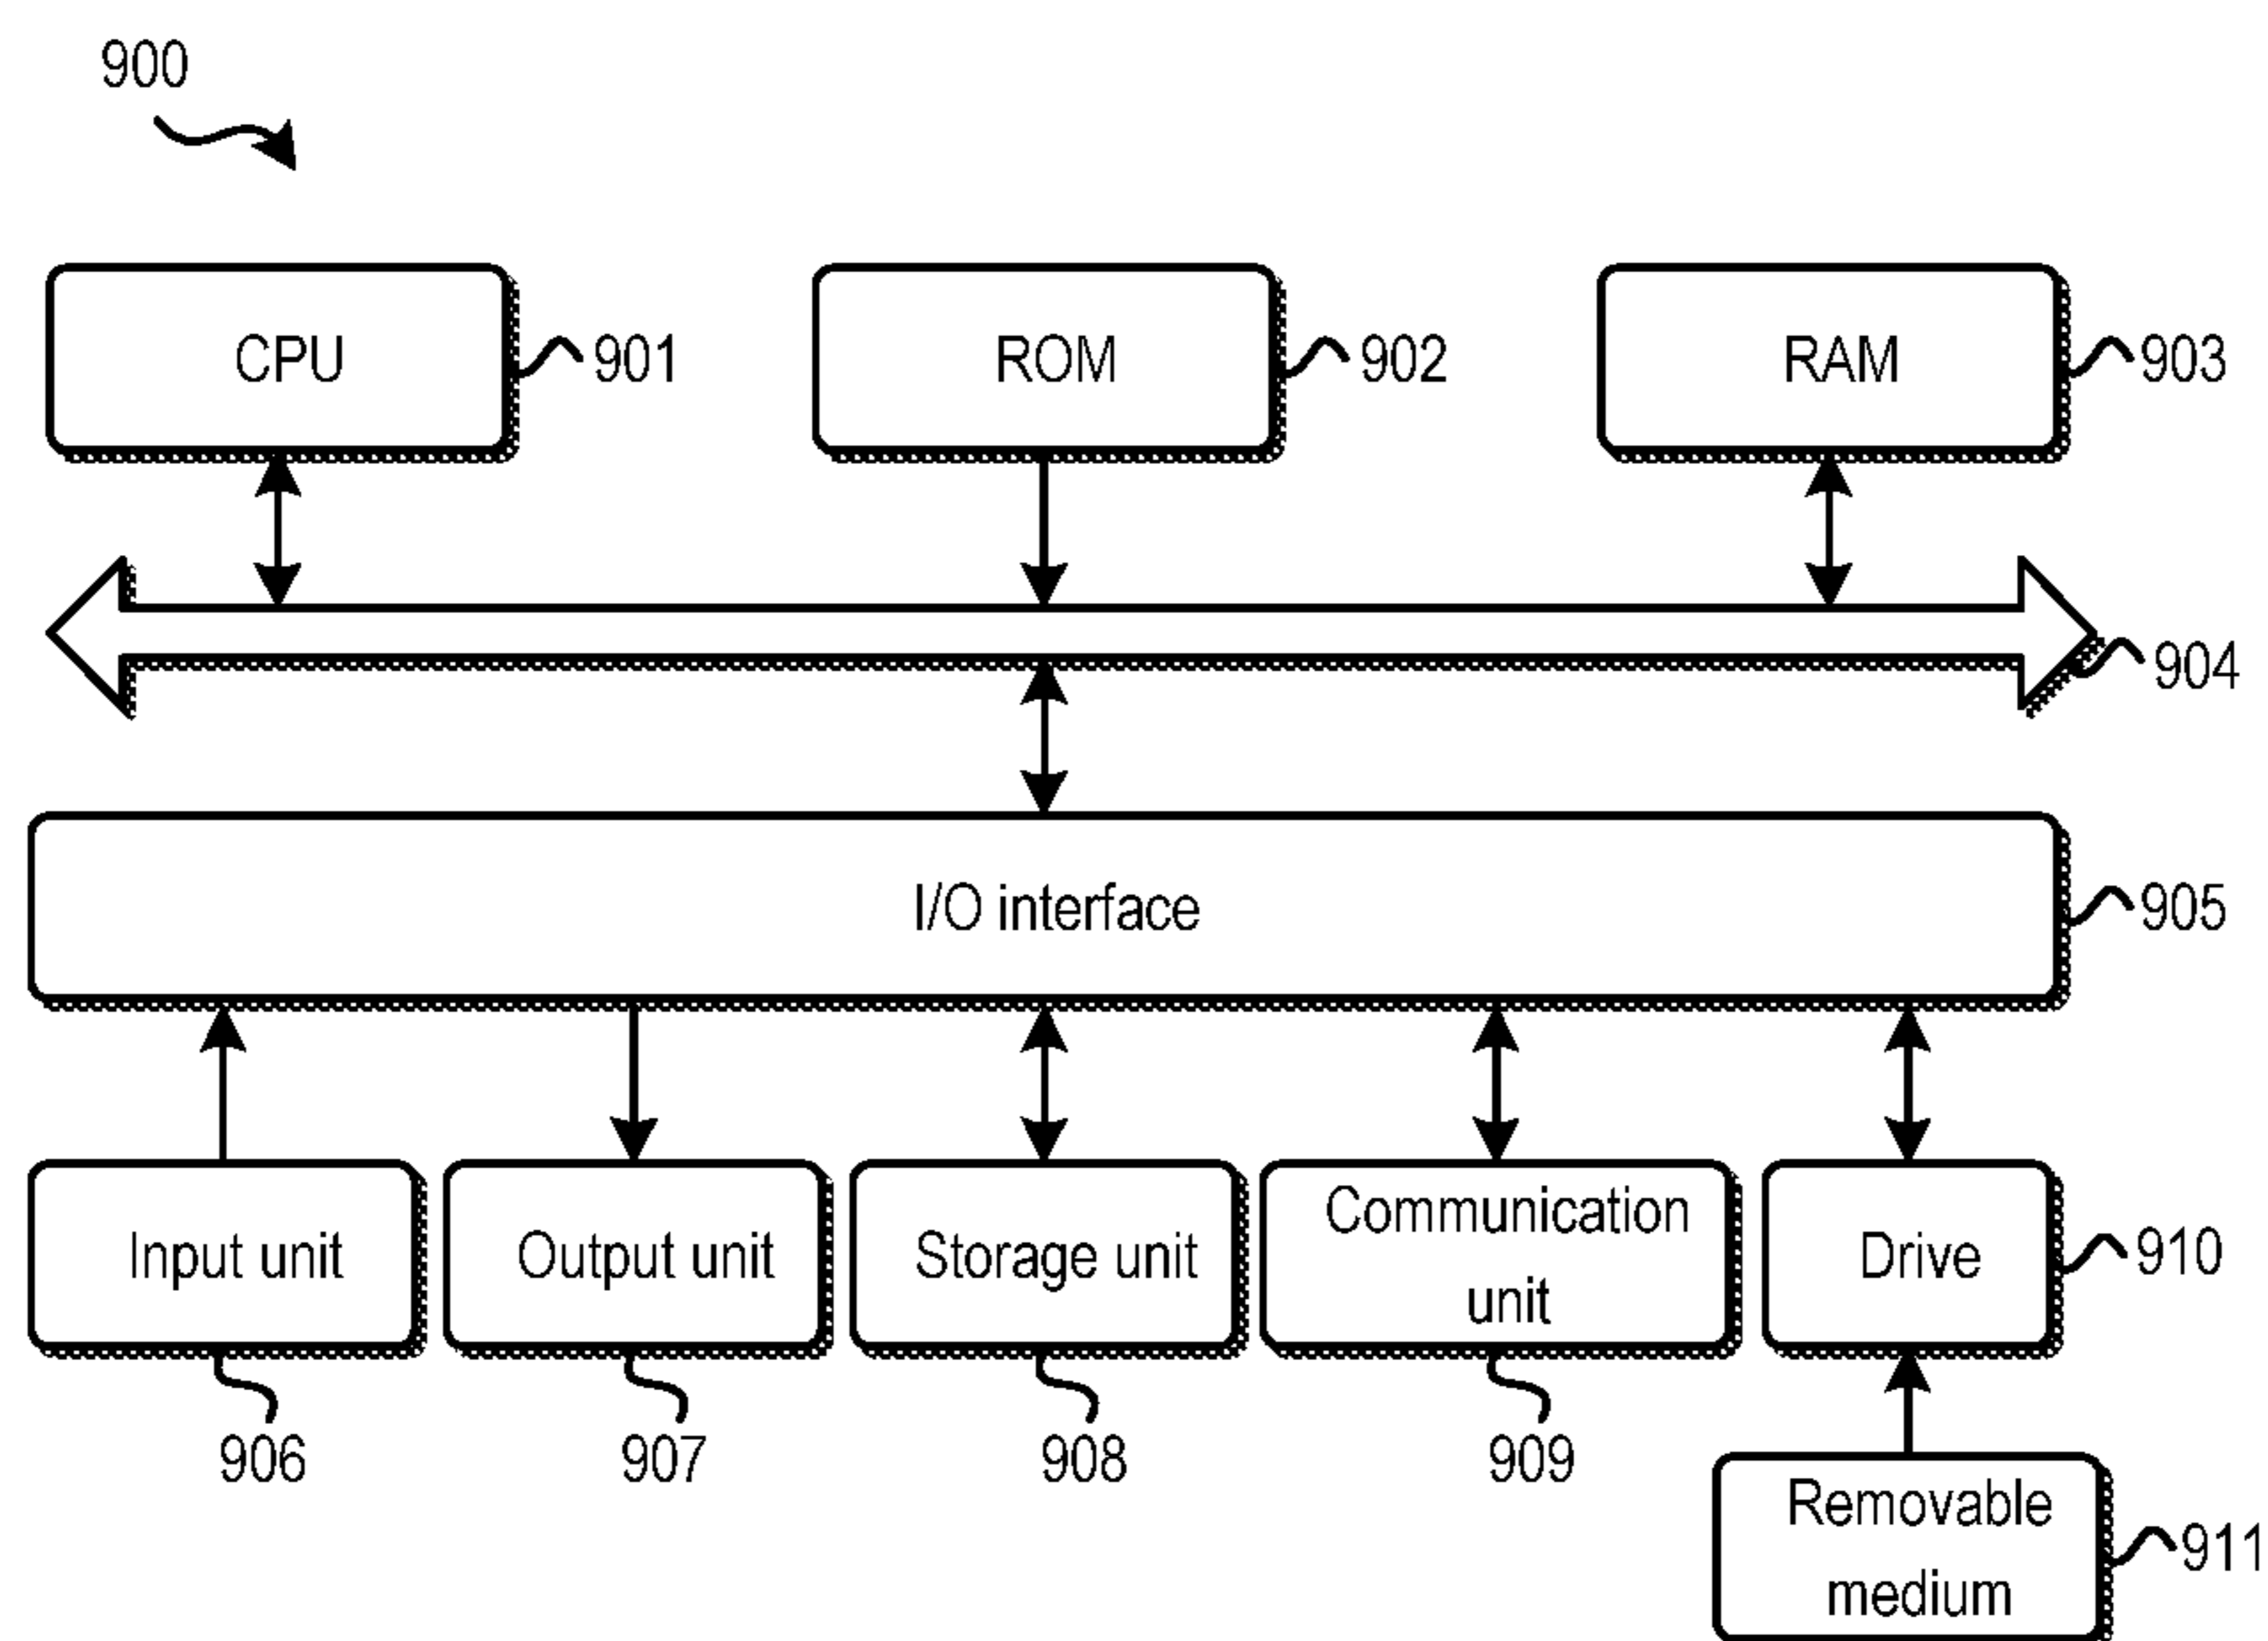 900
CPU
901
ROM
902
RAM
903
904
I/O interface
905
Input unit
Output unit
Storage unit
Communication
unit
Drive
910
906
907
908
909
Removable
medium
911